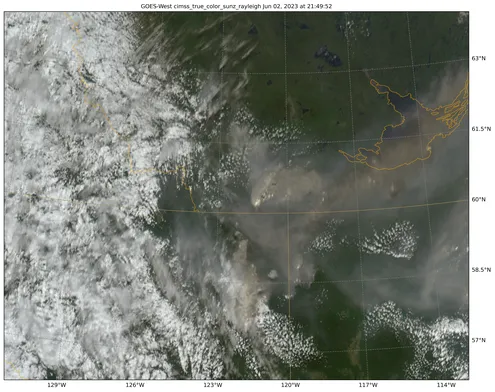 GOES-West cimss_true_color_sunz_rayleigh Jun 02, 2023 at 21:49:52
63°N
61.5°N
60°N
58.5°N
57°N
129°W 126°W 123°W 120°W 117°W 114°W